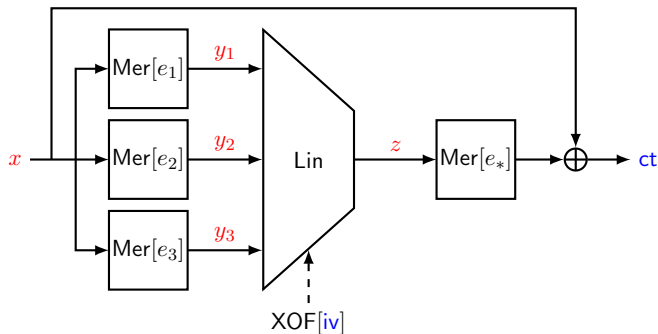 Mer[e₁]
y₁
x
Mer[e₂]
y₂
Lin
z
Mer[e∗]
ct
Mer[e₃]
y₃
XOF[iv]